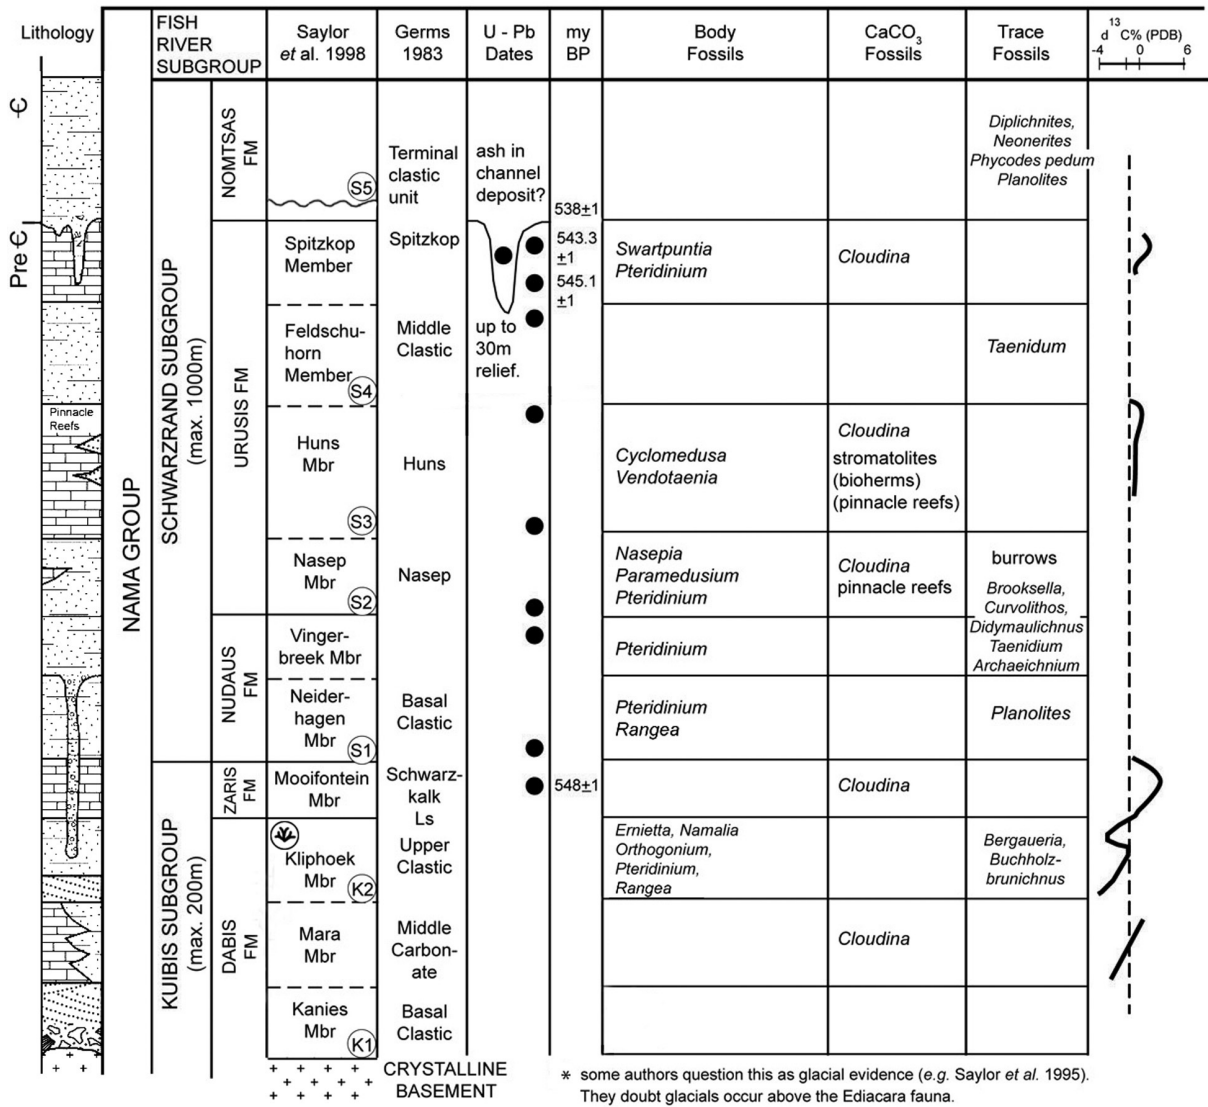 Lithology
FISH
RIVER
SUBGROUP
Saylor
et al. 1998
Germs
1983
U - Pb
Dates
my
BP
Body
Fossils
CaCO3
Fossils
Trace
Fossils
d 13 C% (PDB)
-4 0 6
Є
Pre Є
Pinnacle
Reefs
NAMA GROUP
SCHWARZRAND SUBGROUP
(max. 1000m)
KUIBIS SUBGROUP
(max. 200m)
NOMTSAS
FM
S5
Terminal
clastic
unit
ash in
channel
deposit?
538±1
Diplichnites,
Neonerites
Phycodes pedum
Planolites
URUSIS FM
Spitzkop
Member
Spitzkop
543.3
±1
545.1
±1
Swartpuntia
Pteridinium
Cloudina
Feldschu-
horn
Member
S4
Middle
Clastic
up to
30m
relief.
Taenidum
Huns
Mbr
S3
Huns
Cyclomedusa
Vendotaenia
Cloudina
stromatolites
(bioherms)
(pinnacle reefs)
Nasep
Mbr
S2
Nasep
Nasepia
Paramedusium
Pteridinium
Cloudina
pinnacle reefs
burrows
Brooksella,
Curvolithos,
Didymaulichnus
Taenidium
Archaeichnium
NUDAUS
FM
Vinger-
breek Mbr
Pteridinium
Neider-
hagen
Mbr
S1
Basal
Clastic
Pteridinium
Rangea
Planolites
ZARIS
FM
Mooifontein
Mbr
Schwarz-
kalk
Ls
548±1
Cloudina
DABIS
FM
Kliphoek
Mbr
K2
Upper
Clastic
Ernietta, Namalia
Orthogonium,
Pteridinium,
Rangea
Bergaueria,
Buchholz-
brunichnus
Mara
Mbr
Middle
Carbon-
ate
Cloudina
Kanies
Mbr
K1
Basal
Clastic
CRYSTALLINE
BASEMENT
* some authors question this as glacial evidence (e.g. Saylor et al. 1995).
They doubt glacials occur above the Ediacara fauna.